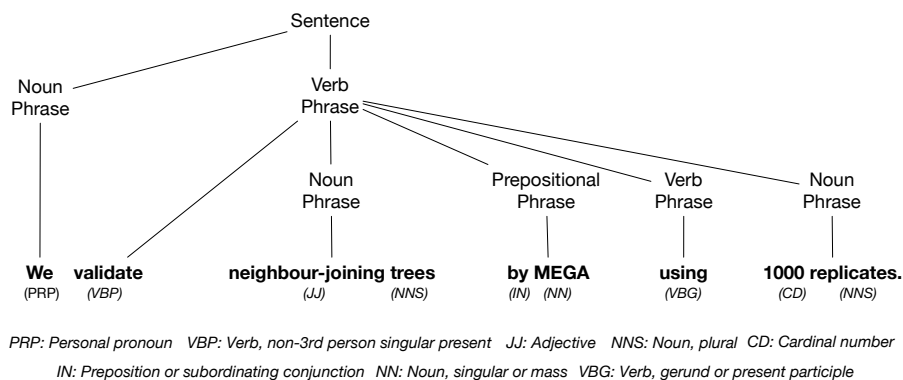 Sentence
Noun
Phrase
Verb
Phrase
Noun
Phrase
Prepositional
Phrase
Verb
Phrase
Noun
Phrase
We validate neighbour-joining trees by MEGA using 1000 replicates.
(PRP) (VBP) (JJ) (NNS) (IN) (NN) (VBG) (CD) (NNS)
PRP: Personal pronoun VBP: Verb, non-3rd person singular present JJ: Adjective NNS: Noun, plural CD: Cardinal number
IN: Preposition or subordinating conjunction NN: Noun, singular or mass VBG: Verb, gerund or present participle